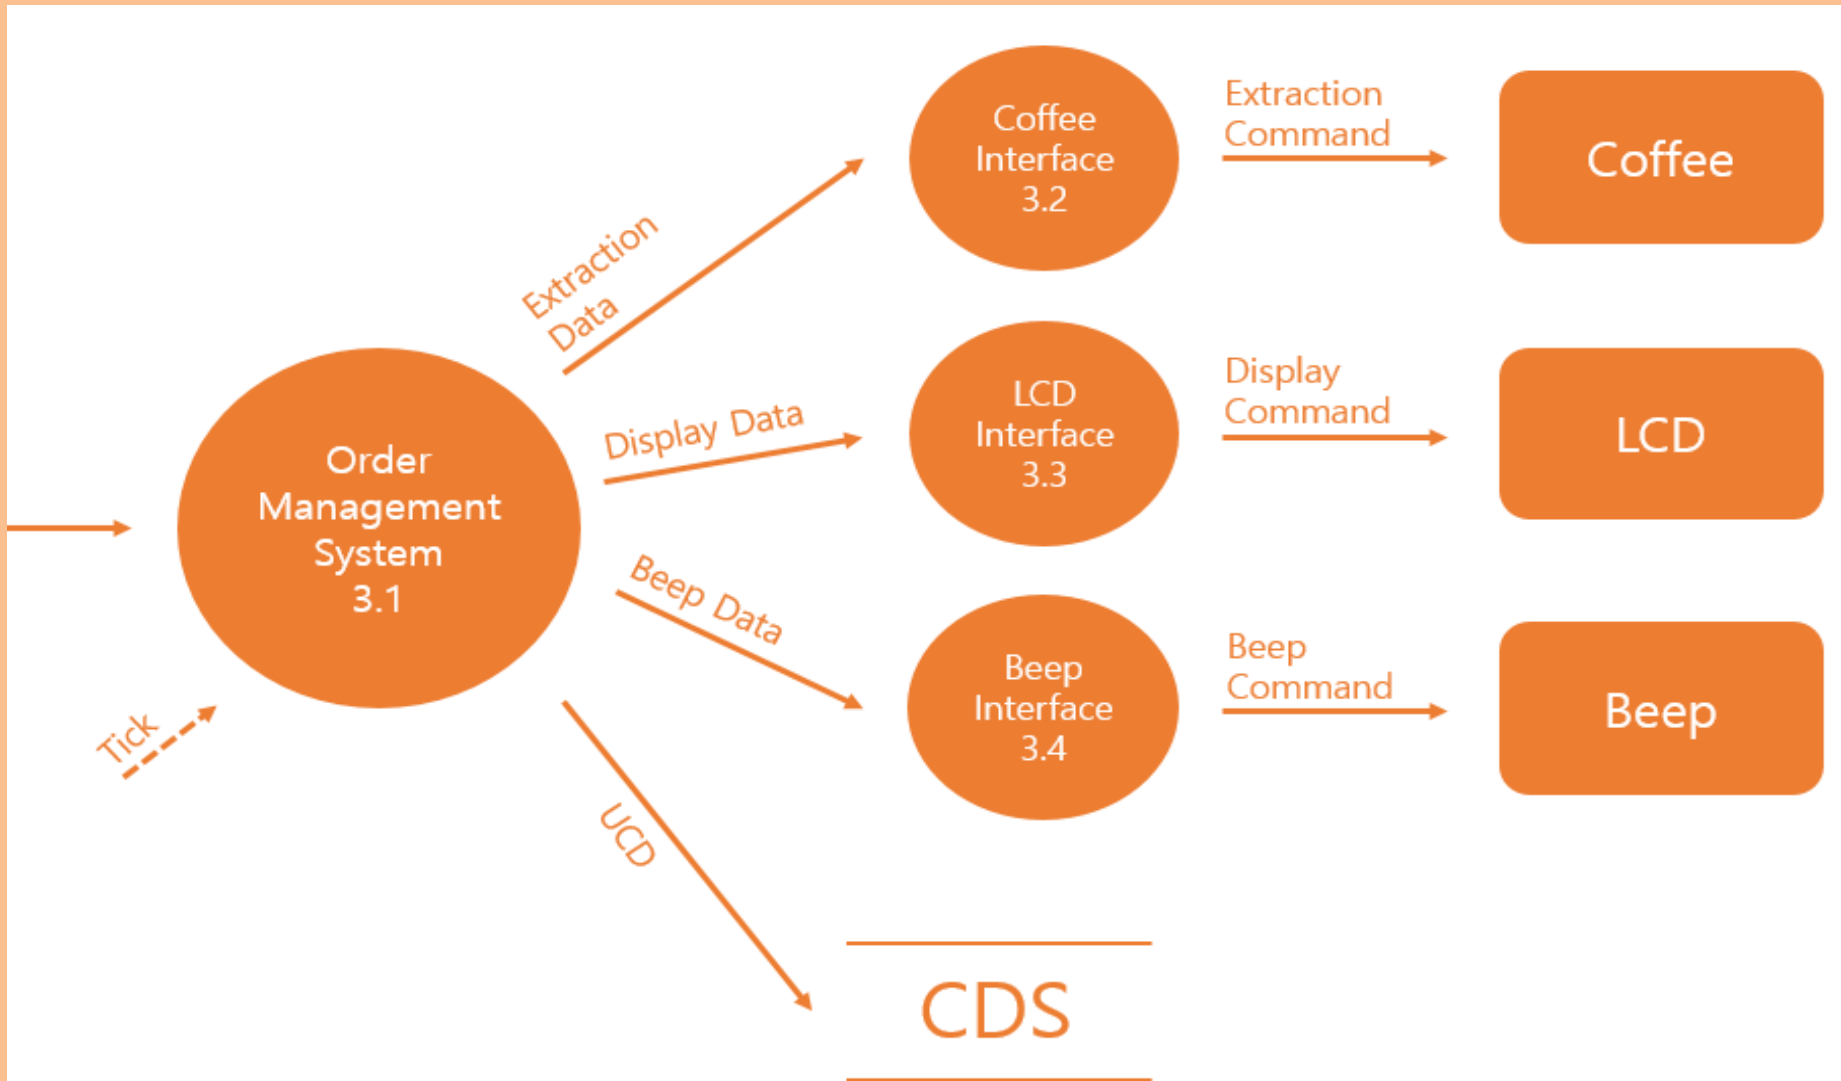 Coffee
Interface
3.2
Extraction
Command
Coffee
Extraction
Data
LCD
Interface
3.3
Display
Command
LCD
Display Data
Order
Management
System
3.1
Beep Data
Beep
Interface
3.4
Beep
Command
Beep
Tick
UCD
CDS